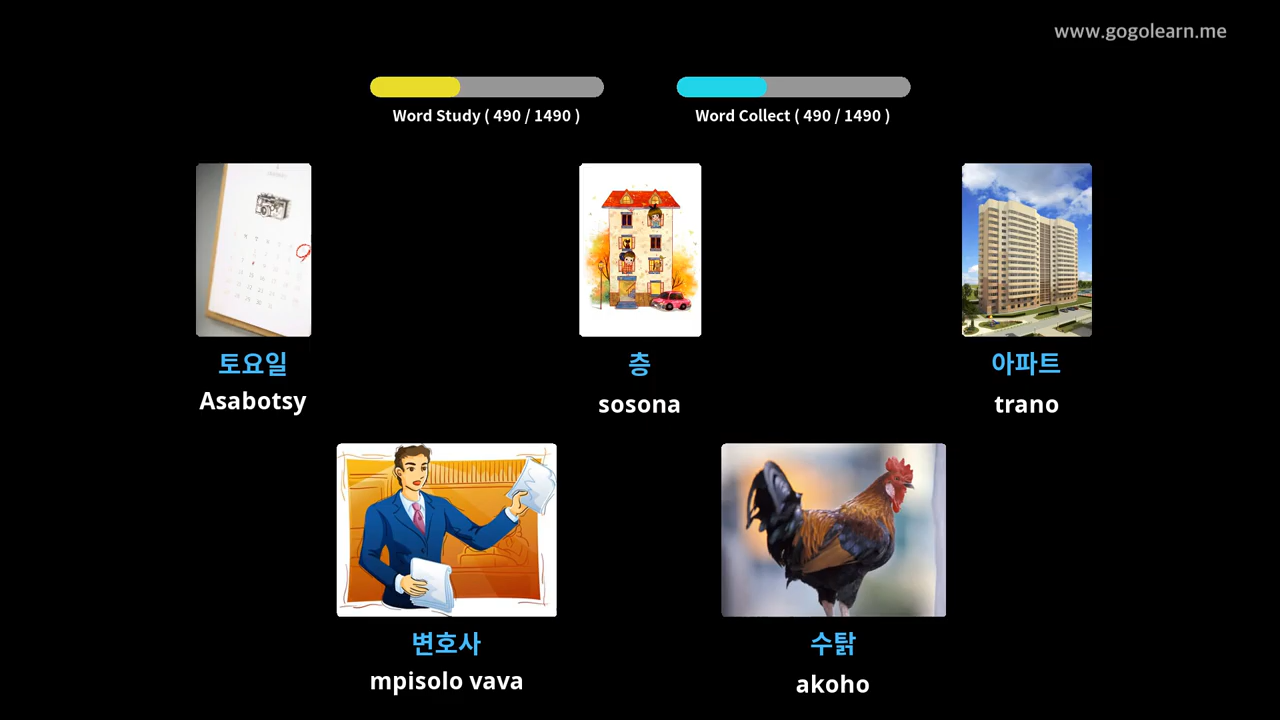 www.gogolearn.me
Word Study ( 490 / 1490 )
Word Collect ( 490 / 1490 )
토요일
Asabotsy
층
sosona
아파트
trano
변호사
mpisolo vava
수탉
akoho